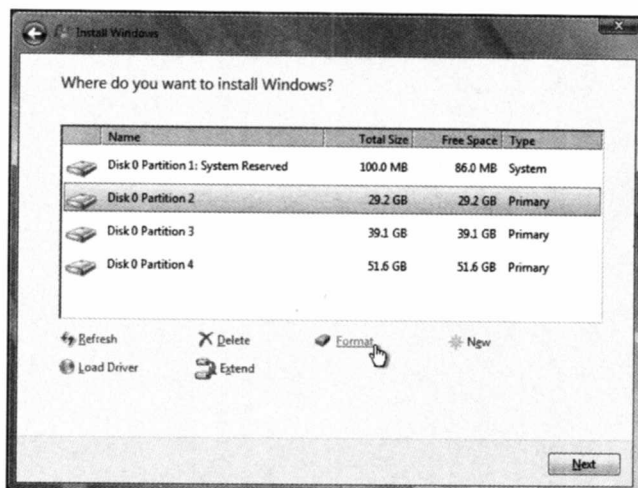 Install Windows
Where do you want to install Windows?
Name Total Size Free Space Type
Disk 0 Partition 1: System Reserved 100.0 MB 86.0 MB System
Disk 0 Partition 2 29.2 GB 29.2 GB Primary
Disk 0 Partition 3 39.1 GB 39.1 GB Primary
Disk 0 Partition 4 51.6 GB 51.6 GB Primary
Refresh Delete Format New
Load Driver Extend
Next